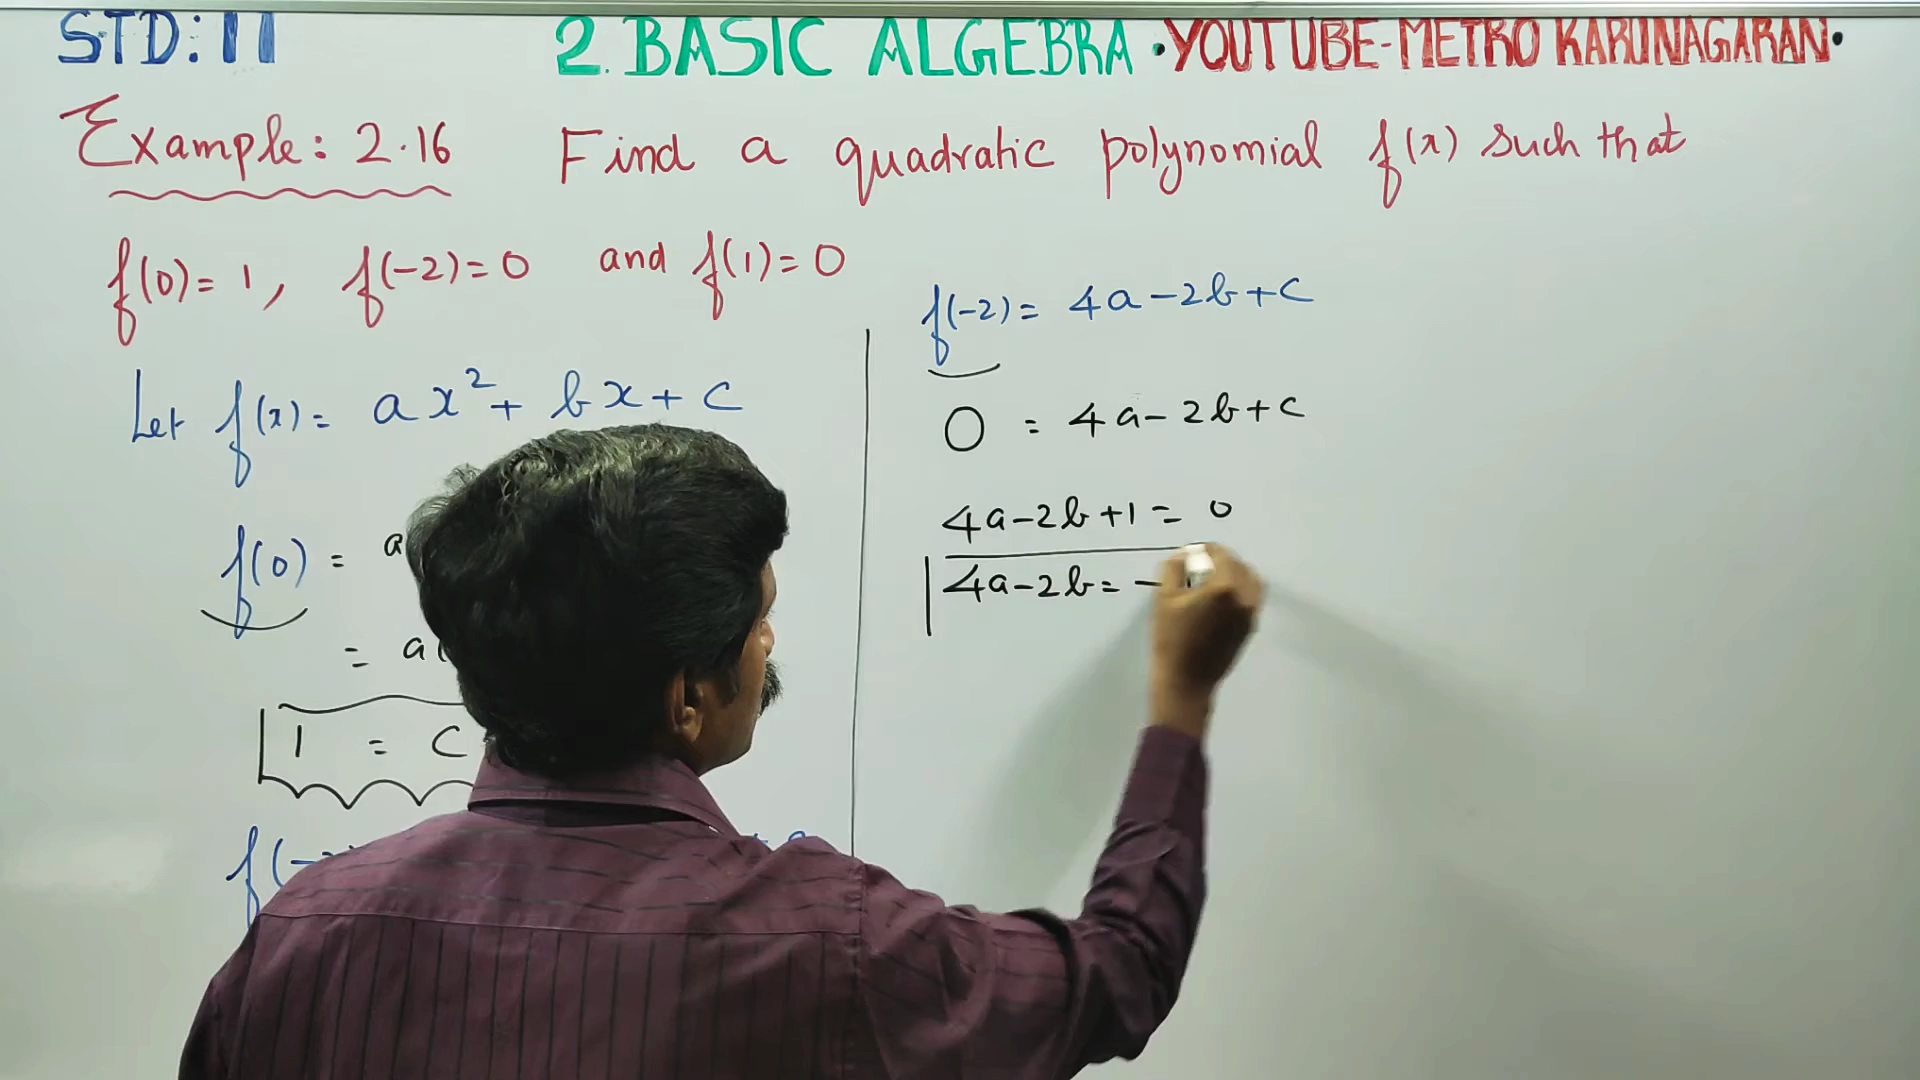 STD: 11 2. BASIC ALGEBRA • YOUTUBE-METRO KARUNAGARAN •
Example: 2.16 Find a quadratic polynomial f(x) such that
f(0)= 1, f(-2)=0 and f(1)=0
Let f(x) = ax² + bx + c
f(0) = a
= a(
1 = c
f(-2)
f(-2) = 4a-2b+c
0 = 4a-2b+c
4a-2b+1 = 0
4a-2b = -1